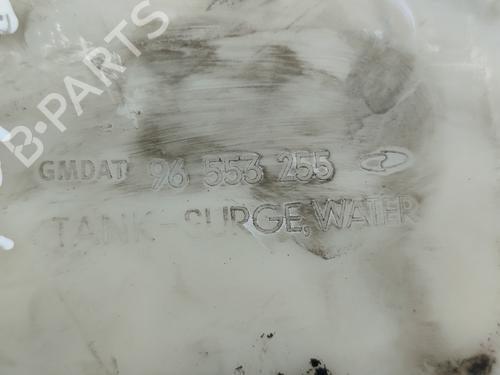 B-PARTS
GMDAT 96 553 255
TANK-SURGE, WATER